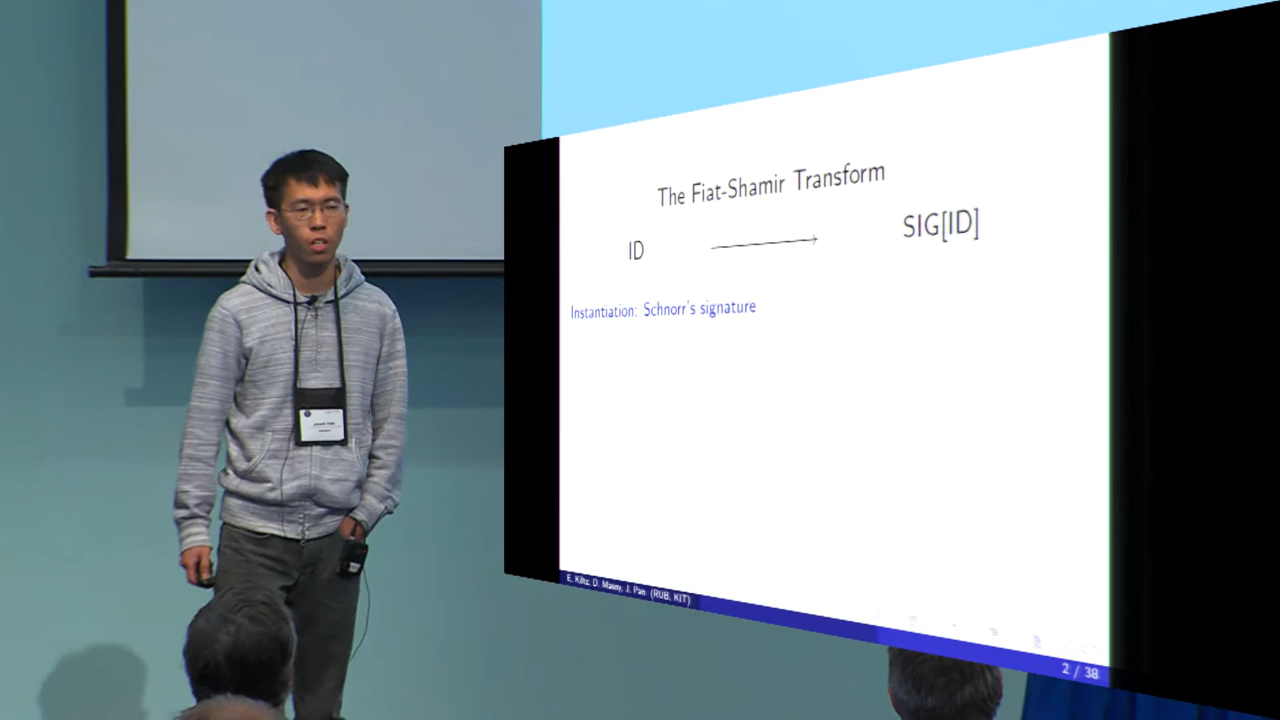 The Fiat-Shamir Transform
ID
SIG[ID]
Instantiation: Schnorr's signature
E. Kiltz, D. Masny, J. Pan (RUB, KIT)
2 / 38